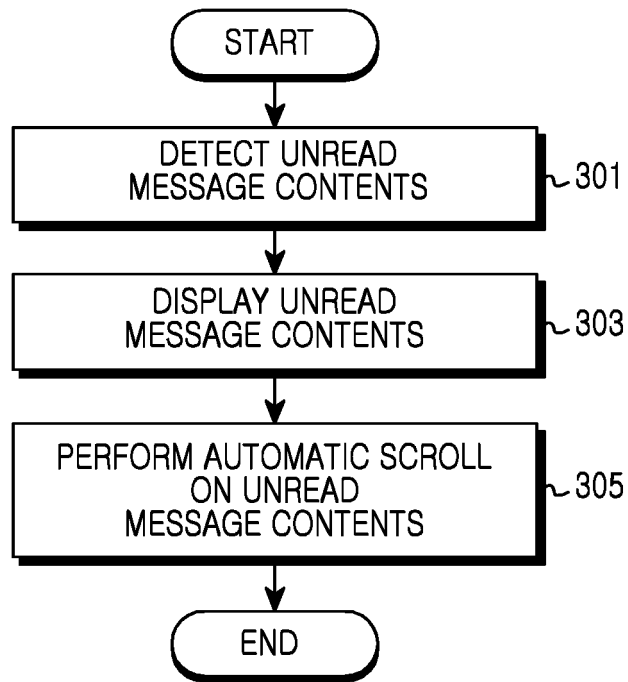 START
DETECT UNREAD
MESSAGE CONTENTS
301
DISPLAY UNREAD
MESSAGE CONTENTS
303
PERFORM AUTOMATIC SCROLL
ON UNREAD
MESSAGE CONTENTS
305
END